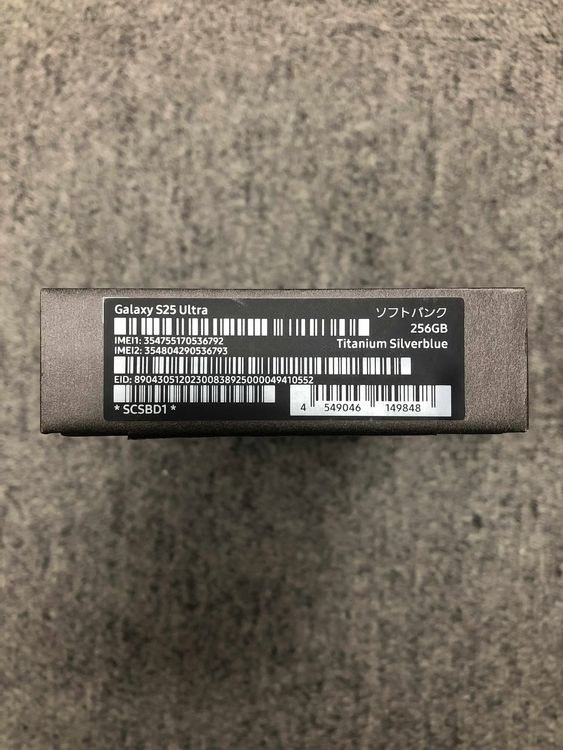 Galaxy S25 Ultra
ソフトバンク
256GB
IMEI1: 354755170536792
Titanium Silverblue
IMEI2: 354804290536793
EID: 89043051202300838925000049410552
* SCSBD1 *
4 549046 149848